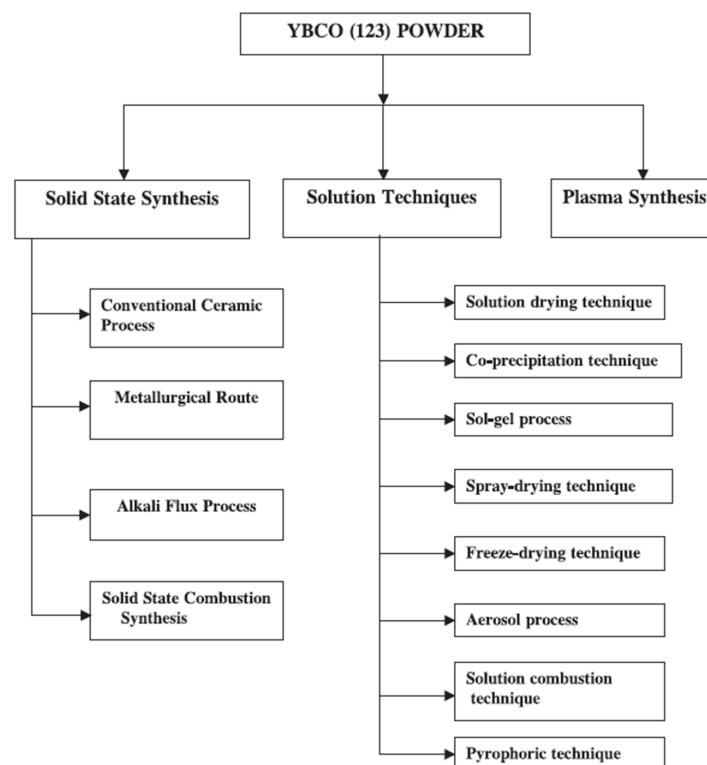 YBCO (123) POWDER
Solid State Synthesis
Solution Techniques
Plasma Synthesis
Conventional Ceramic
Process
Metallurgical Route
Alkali Flux Process
Solid State Combustion
Synthesis
Solution drying technique
Co-precipitation technique
Sol-gel process
Spray-drying technique
Freeze-drying technique
Aerosol process
Solution combustion
technique
Pyrophoric technique